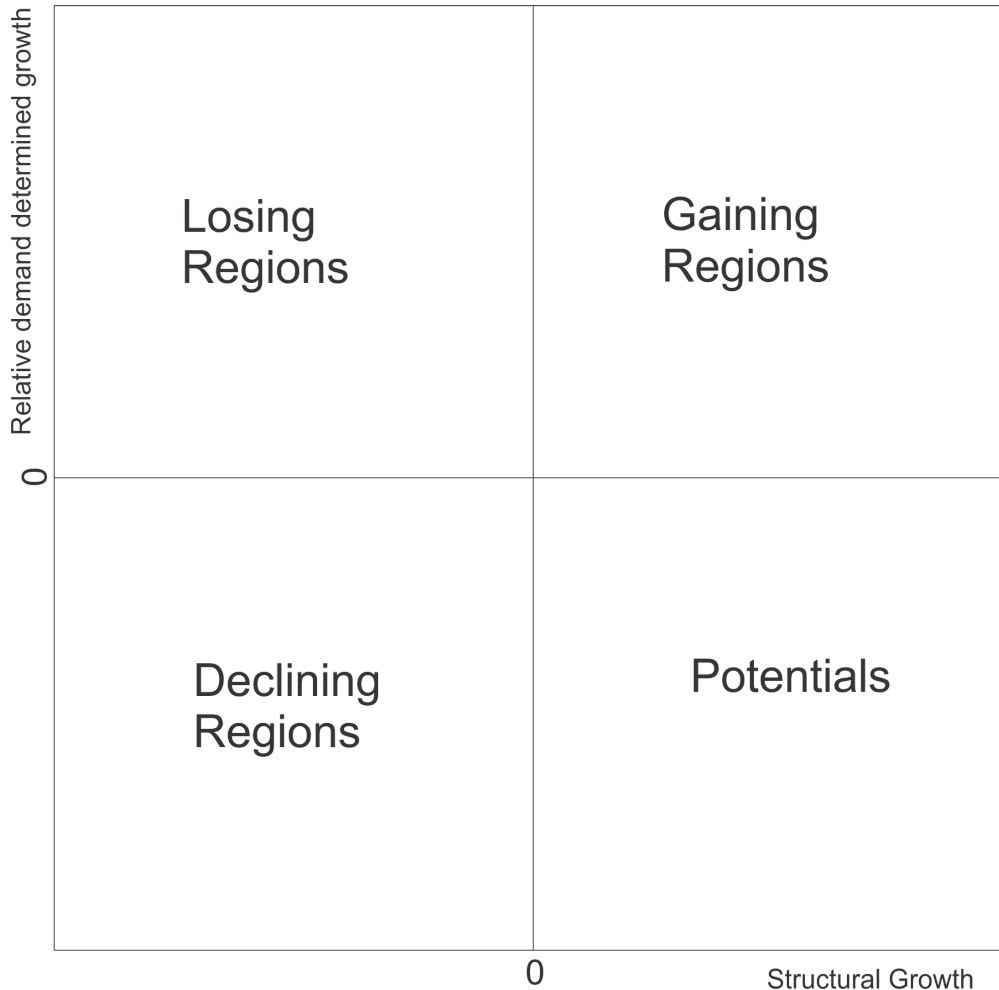 Relative demand determined growth
Losing
Regions
Gaining
Regions
0
Declining
Regions
Potentials
0
Structural Growth